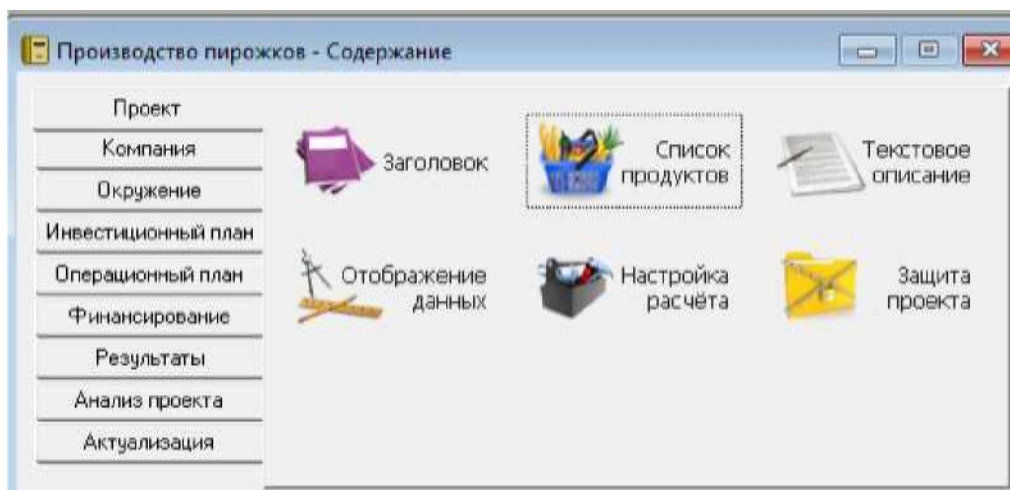 Производство пирожков - Содержание
Проект
Компания
Окружение
Инвестиционный план
Операционный план
Финансирование
Результаты
Анализ проекта
Актуализация
Заголовок
Список
продуктов
Текстовое
описание
Отображение
данных
Настройка
расчёта
Защита
проекта